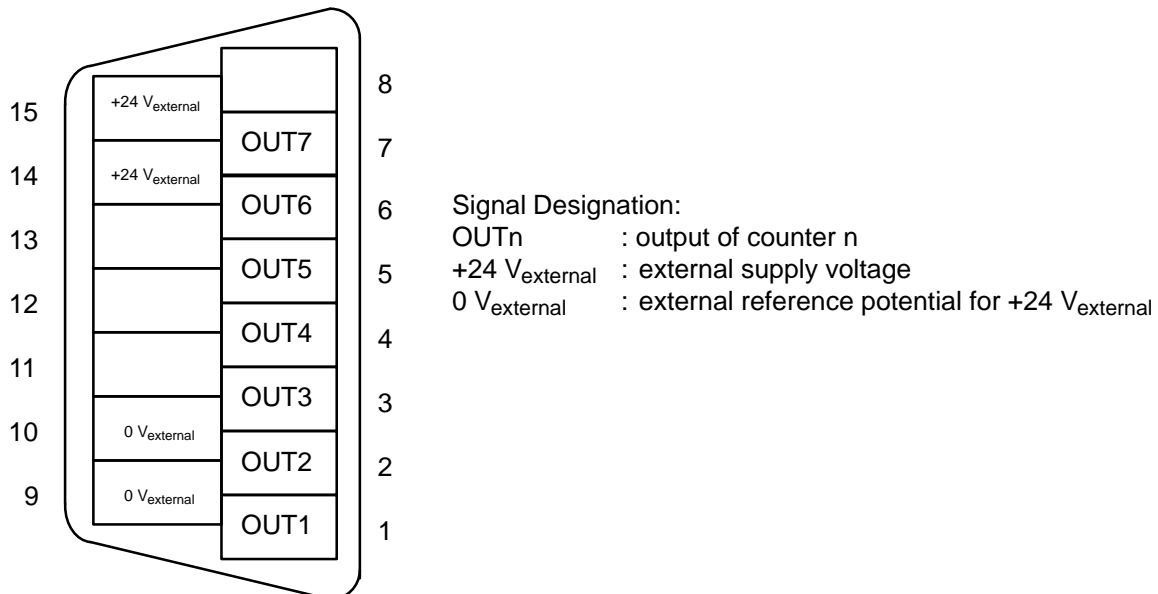 8
15 +24 Vexternal
OUT7 7
14 +24 Vexternal
OUT6 6
13
OUT5 5
12
OUT4 4
11
OUT3 3
10 0 Vexternal
OUT2 2
9 0 Vexternal
OUT1 1
Signal Designation:
OUTn : output of counter n
+24 Vexternal : external supply voltage
0 Vexternal : external reference potential for +24 Vexternal